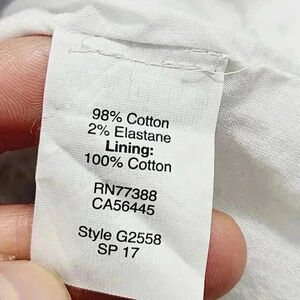 98% Cotton
2% Elastane
Lining:
100% Cotton
RN77388
CA56445
Style G2558
SP 17